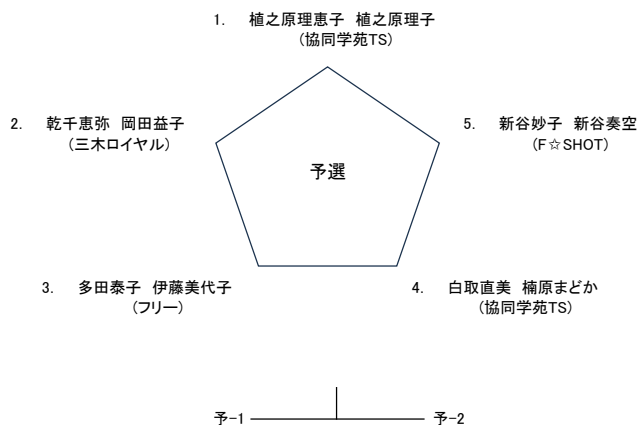 1. 植之原理恵子 植之原理子
(協同学苑TS)
2. 乾千恵弥 岡田益子
(三木ロイヤル)
5. 新谷妙子 新谷奏空
(F☆SHOT)
予選
3. 多田泰子 伊藤美代子
(フリー)
4. 白取直美 楠原まどか
(協同学苑TS)
予-1 予-2